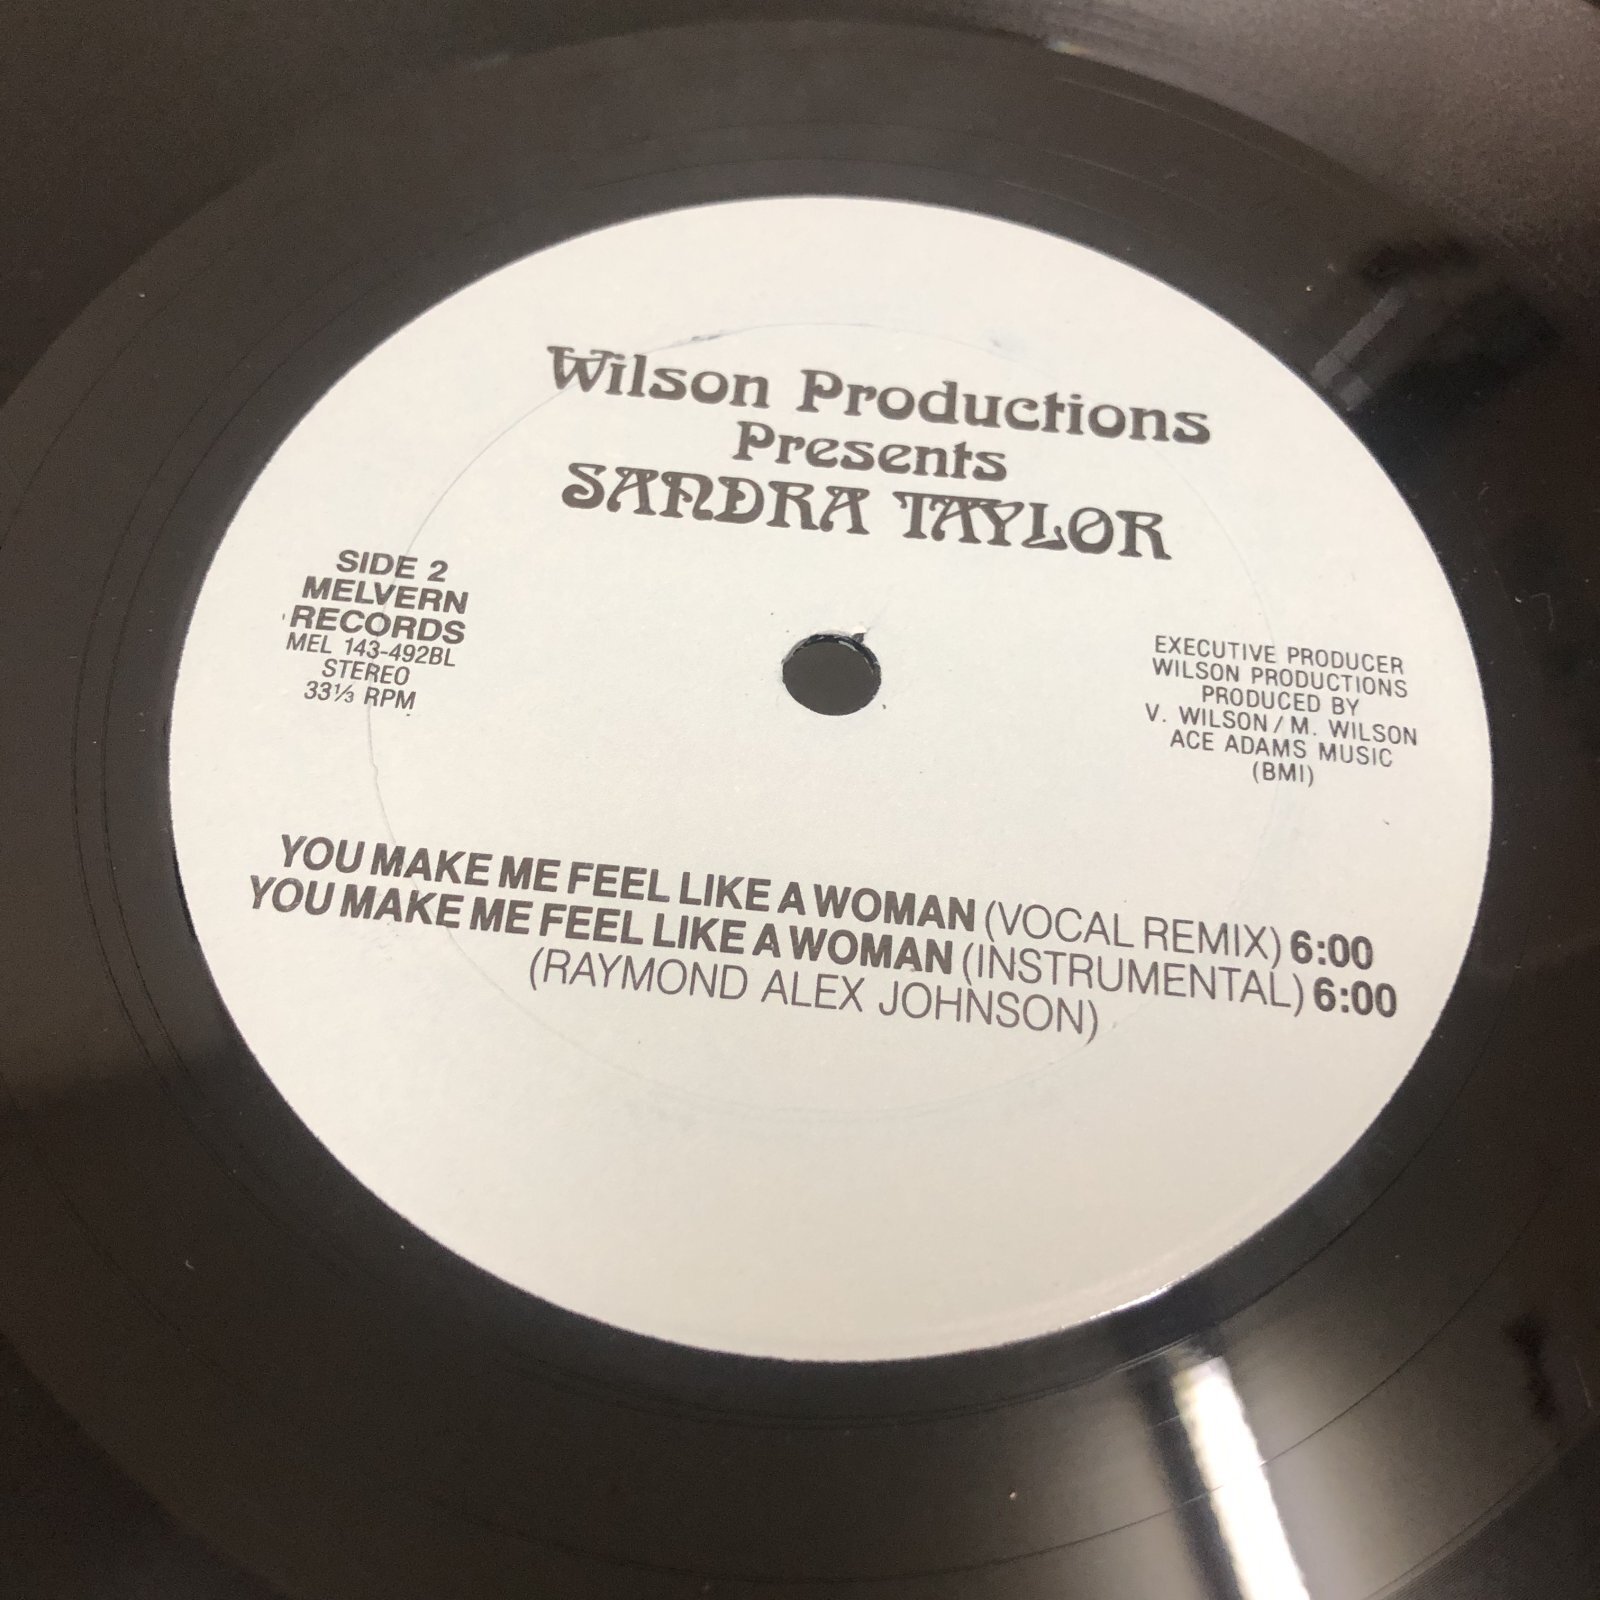 Wilson Productions
Presents
SANDRA TAYLOR
SIDE 2
MELVERN
RECORDS
MEL 143-492BL
STEREO
33⅓ RPM
EXECUTIVE PRODUCER
WILSON PRODUCTIONS
PRODUCED BY
V. WILSON / M. WILSON
ACE ADAMS MUSIC
(BMI)
YOU MAKE ME FEEL LIKE A WOMAN (VOCAL REMIX) 6:00
YOU MAKE ME FEEL LIKE A WOMAN (INSTRUMENTAL) 6:00
(RAYMOND ALEX JOHNSON)